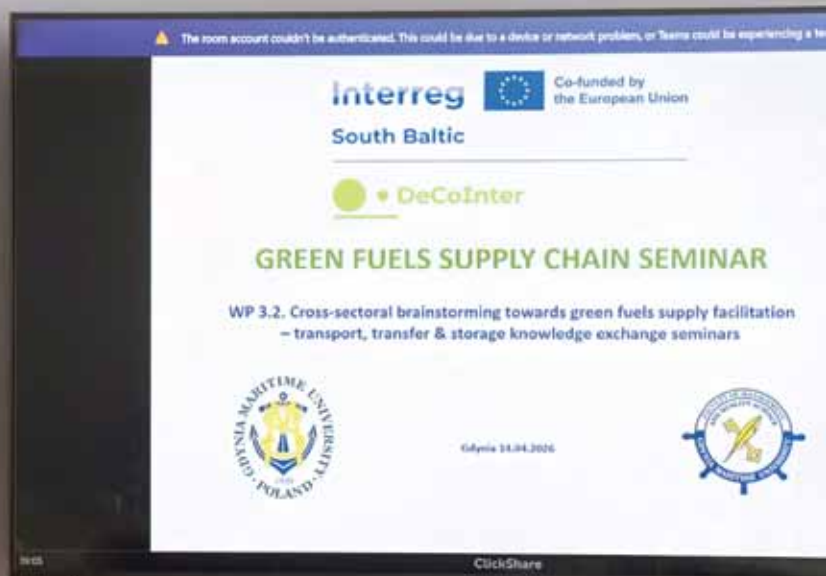 The room account couldn't be authenticated. This could be due to a device or network problem, or Teams could be experiencing a
Interreg
Co-funded by
the European Union
South Baltic
DeCoInter
GREEN FUELS SUPPLY CHAIN SEMINAR
WP 3.2. Cross-sectoral brainstorming towards green fuels supply facilitation
– transport, transfer & storage knowledge exchange seminars
GDYNIA MARITIME UNIVERSITY
· POLAND ·
GDYNIA MARITIME UNIVERSITY
Gdynia .04.2026
ClickShare